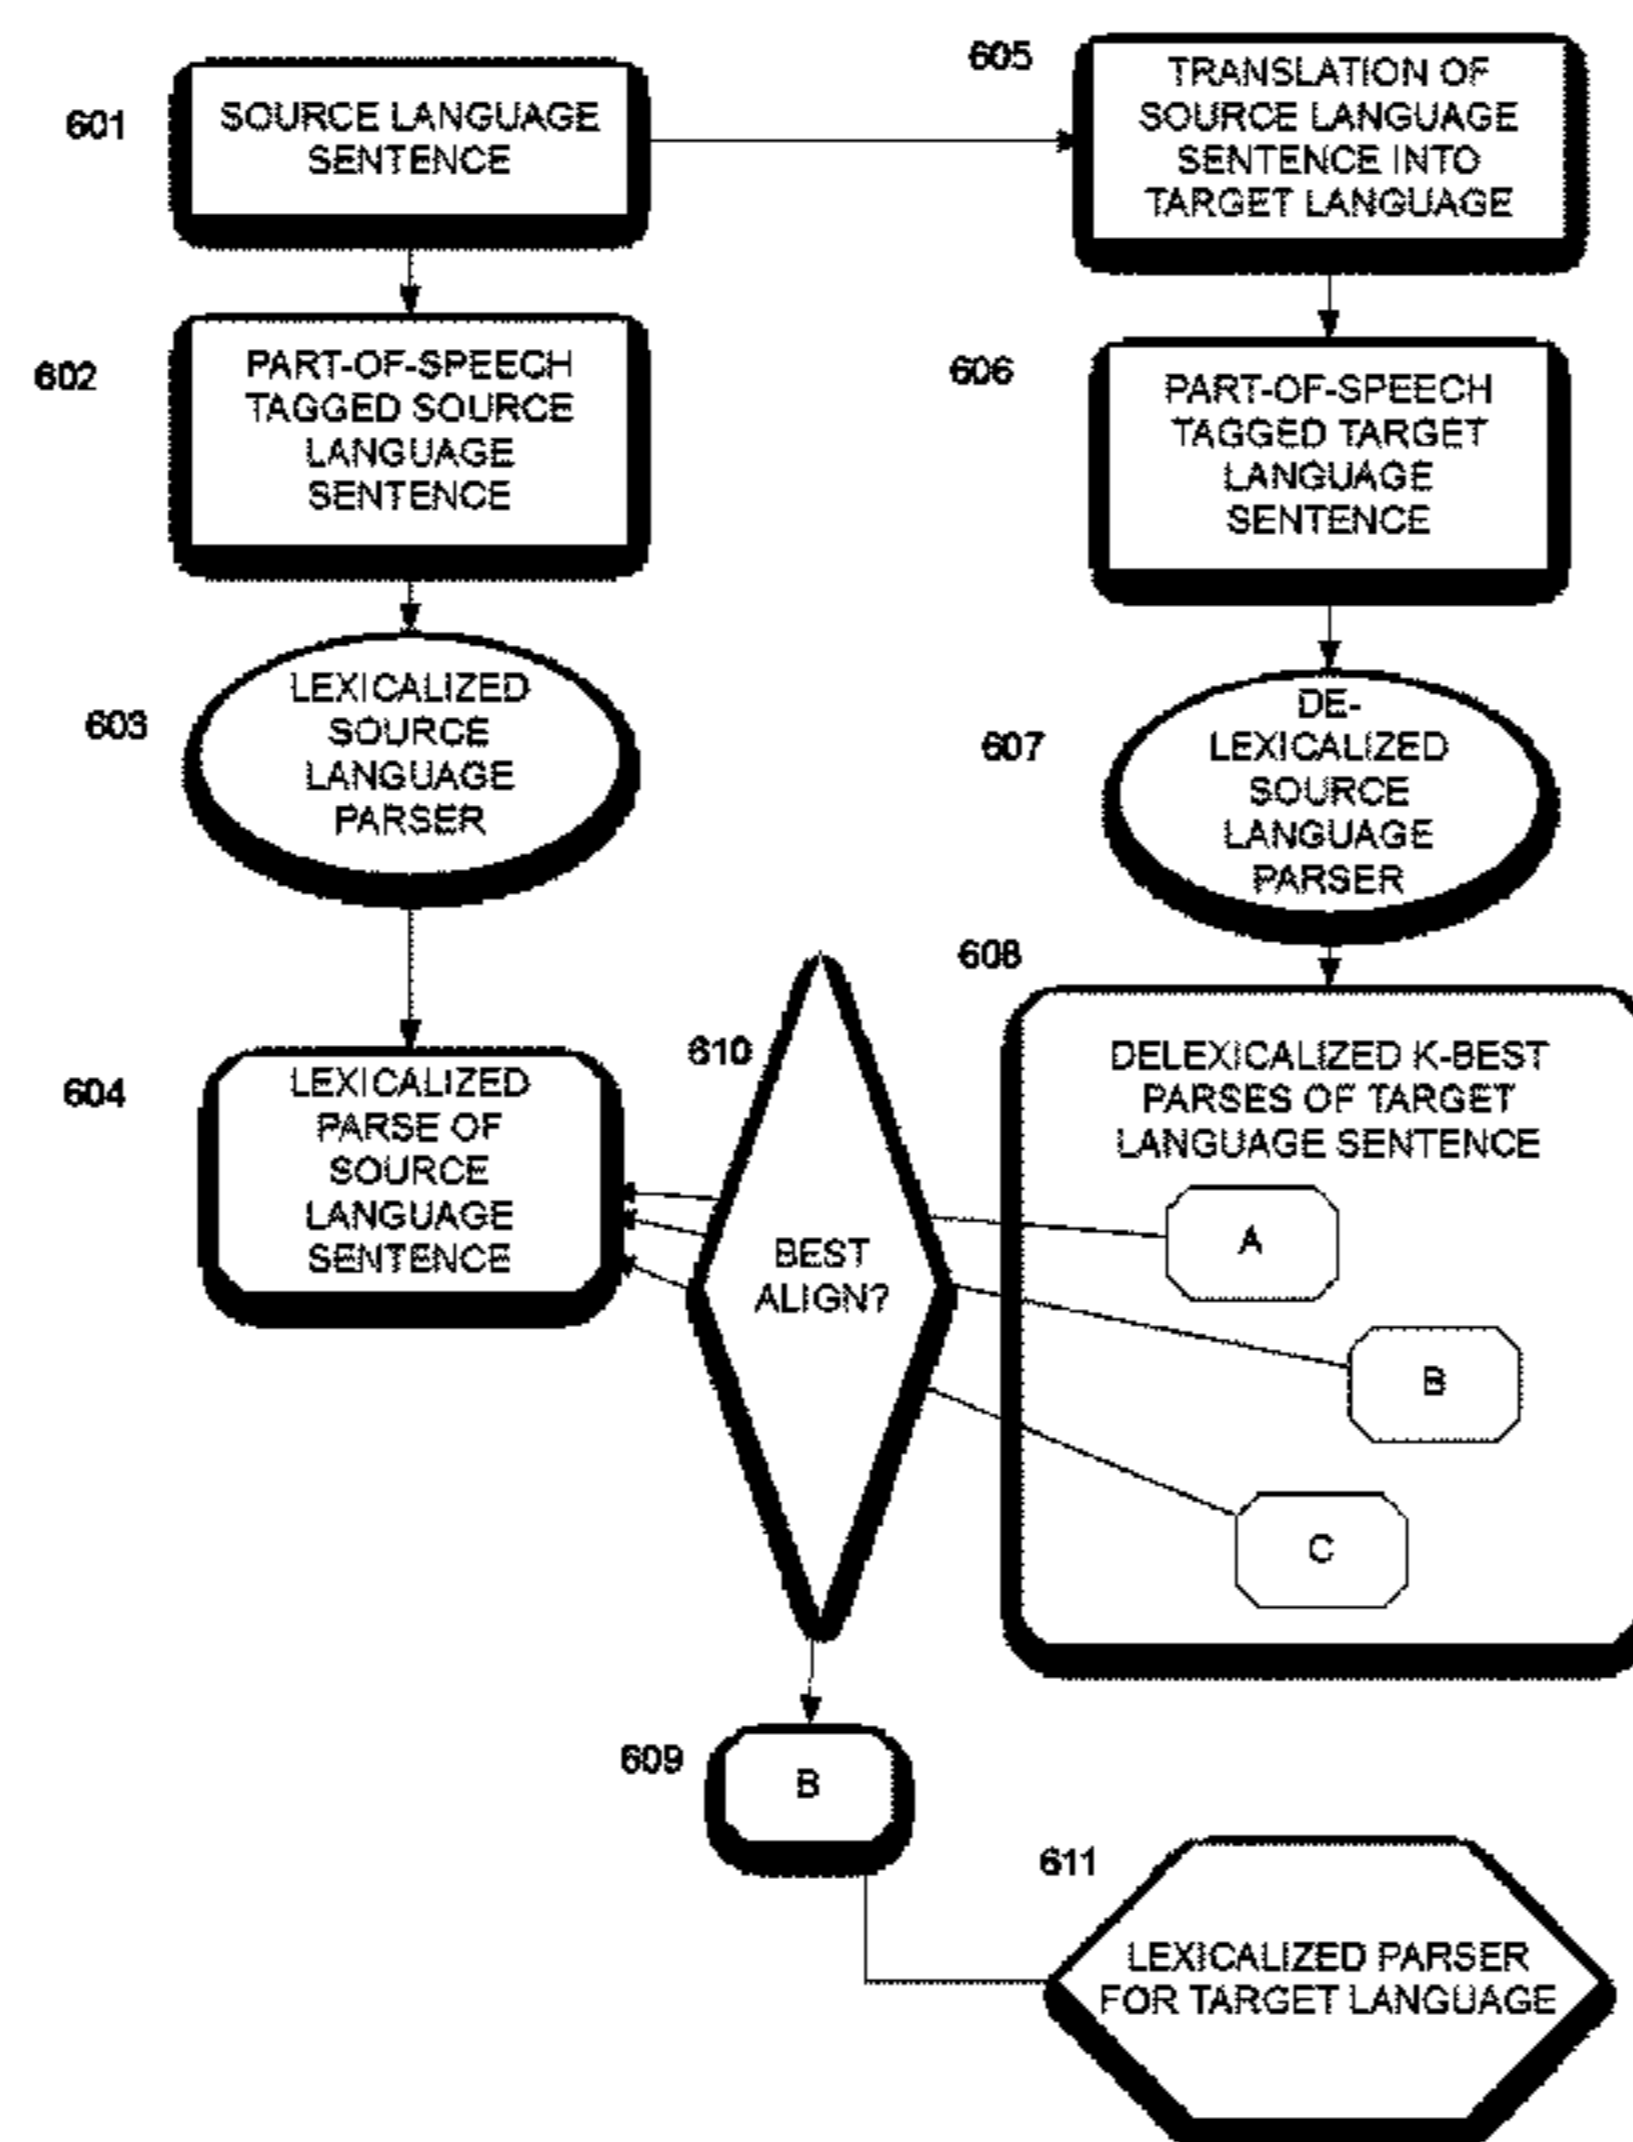 601
SOURCE LANGUAGE
SENTENCE
605
TRANSLATION OF
SOURCE LANGUAGE
SENTENCE INTO
TARGET LANGUAGE
602
PART-OF-SPEECH
TAGGED SOURCE
LANGUAGE
SENTENCE
606
PART-OF-SPEECH
TAGGED TARGET
LANGUAGE
SENTENCE
603
LEXICALIZED
SOURCE
LANGUAGE
PARSER
607
DE-
LEXICALIZED
SOURCE
LANGUAGE
PARSER
604
LEXICALIZED
PARSE OF
SOURCE
LANGUAGE
SENTENCE
610
BEST
ALIGN?
608
DELEXICALIZED K-BEST
PARSES OF TARGET
LANGUAGE SENTENCE
A
B
C
609
B
611
LEXICALIZED PARSER
FOR TARGET LANGUAGE